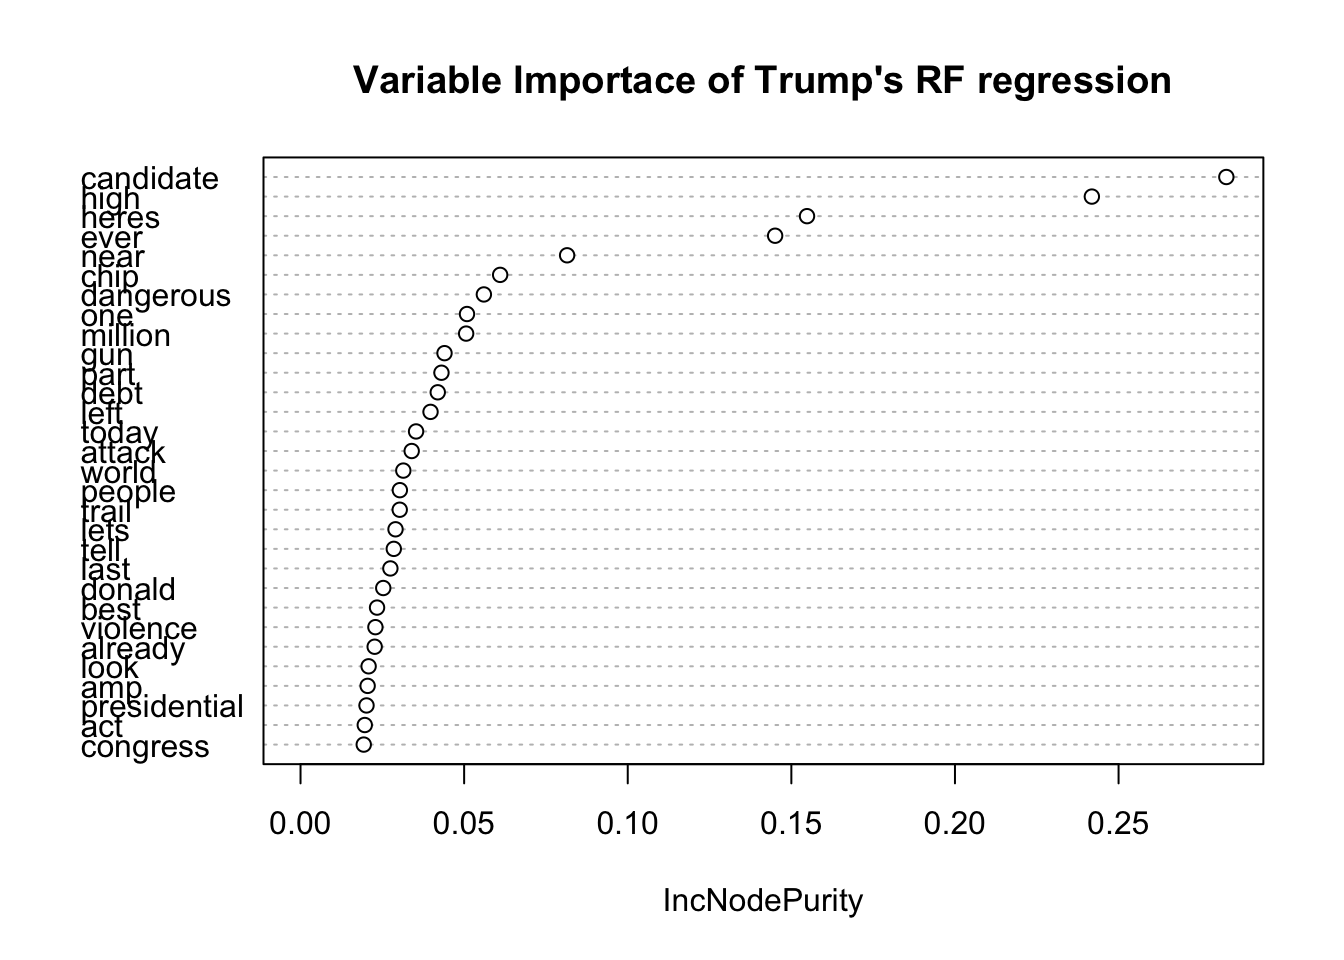 Variable Importace of Trump's RF regression
candidate
high
heres
ever
near
chip
dangerous
one
million
gun
part
debt
left
today
attack
world
people
trail
lets
tell
last
donald
best
violence
already
look
amp
presidential
act
congress
0.00 0.05 0.10 0.15 0.20 0.25
IncNodePurity